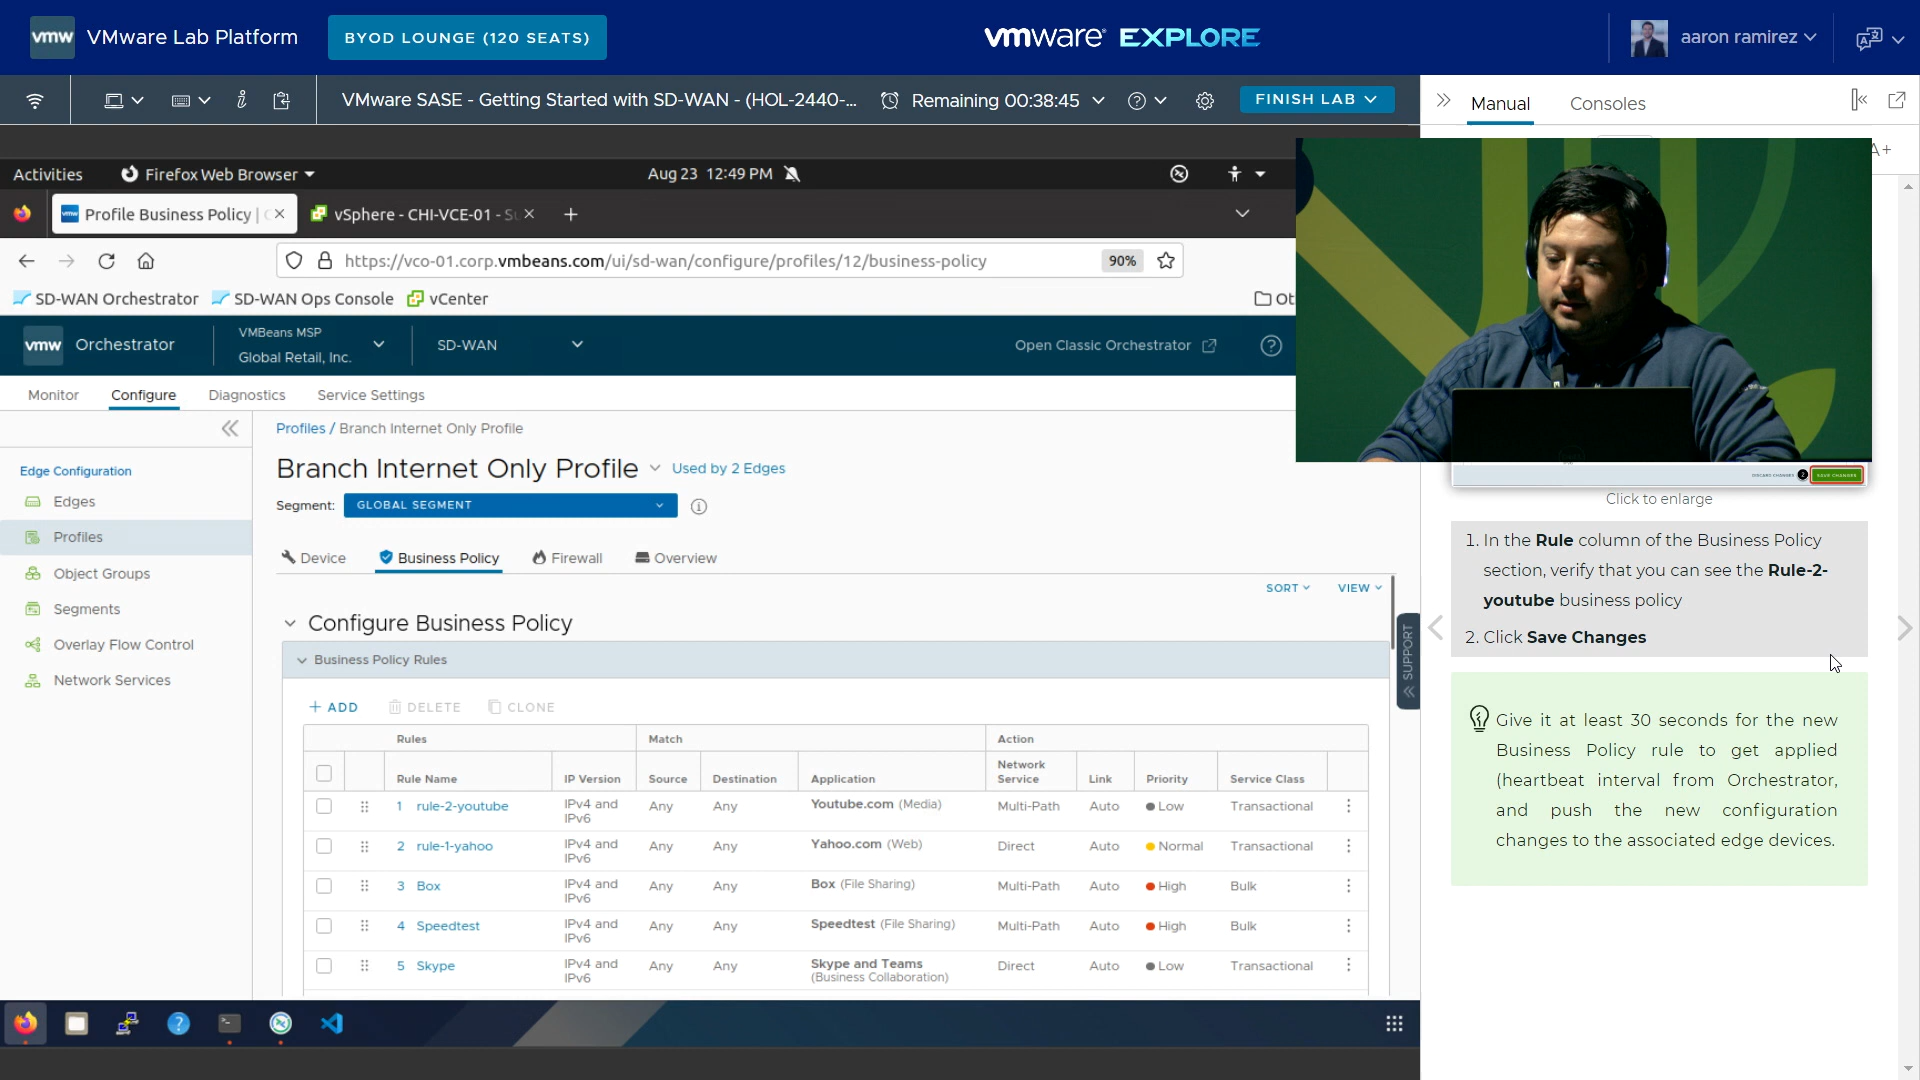 vmw VMware Lab Platform BYOD LOUNGE (120 SEATS) vmware EXPLORE aaron ramirez
VMware SASE - Getting Started with SD-WAN - (HOL-2440-... Remaining 00:38:45 FINISH LAB
Manual Consoles
A+
Activities Firefox Web Browser Aug 23 12:49 PM
vmw Profile Business Policy | vSphere - CHI-VCE-01 -
https://vco-01.corp.vmbeans.com/ui/sd-wan/configure/profiles/12/business-policy 90%
SD-WAN Orchestrator SD-WAN Ops Console vCenter Ot
vmw Orchestrator
VMBeans MSP
Global Retail, Inc.
SD-WAN
Open Classic Orchestrator
Monitor Configure Diagnostics Service Settings
Edge Configuration
Edges
Profiles
Object Groups
Segments
Overlay Flow Control
Network Services
Profiles / Branch Internet Only Profile
Branch Internet Only Profile Used by 2 Edges
Segment: GLOBAL SEGMENT
Device Business Policy Firewall Overview
SORT VIEW
Configure Business Policy
Business Policy Rules
+ ADD DELETE CLONE
Rules Match Action
Rule Name IP Version Source Destination Application Network Service Link Priority Service Class
1 rule-2-youtube IPv4 and IPv6 Any Any Youtube.com (Media) Multi-Path Auto Low Transactional
2 rule-1-yahoo IPv4 and IPv6 Any Any Yahoo.com (Web) Direct Auto Normal Transactional
3 Box IPv4 and IPv6 Any Any Box (File Sharing) Multi-Path Auto High Bulk
4 Speedtest IPv4 and IPv6 Any Any Speedtest (File Sharing) Multi-Path Auto High Bulk
5 Skype IPv4 and IPv6 Any Any Skype and Teams (Business Collaboration) Direct Auto Low Transactional
SUPPORT
DISCARD CHANGES 2 SAVE CHANGES
Click to enlarge
1. In the Rule column of the Business Policy
section, verify that you can see the Rule-2-
youtube business policy
2. Click Save Changes
Give it at least 30 seconds for the new
Business Policy rule to get applied
(heartbeat interval from Orchestrator,
and push the new configuration
changes to the associated edge devices.